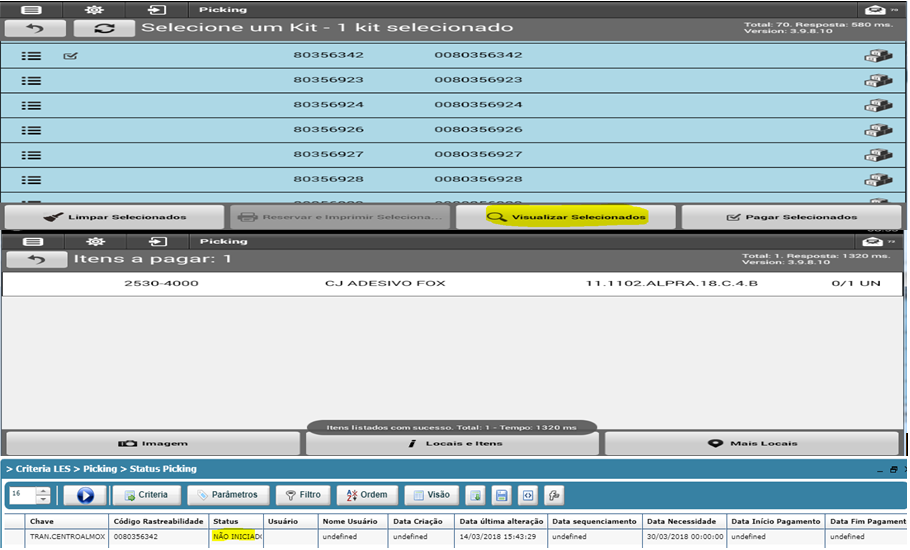 Picking
Selecione um Kit - 1 kit selecionado
Total: 70. Resposta: 580 ms.
Version: 3.9.8.10
80356342 0080356342
80356923 0080356923
80356924 0080356924
80356926 0080356926
80356927 0080356927
80356928 0080356928
Limpar Selecionados
Reservar e Imprimir Seleciona...
Visualizar Selecionados
Pagar Selecionados
Picking
Itens a pagar: 1
Total: 1. Resposta: 1320 ms.
Version: 3.9.8.10
2530-4000 CJ ADESIVO FOX 11.1102.ALPRA.18.C.4.B 0/1 UN
Itens listados com sucesso. Total: 1 - Tempo: 1320 ms
Imagem
Locais e Itens
Mais Locais
> Criteria LES > Picking > Status Picking
16 Criteria Parâmetros Filtro Ordem Visão
Chave Código Rastreabilidade Status Usuário Nome Usuário Data Criação Data última alteração Data sequenciamento Data Necessidade Data Início Pagamento Data Fim Pagament
TRAN.CENTROALMOX 0080356342 NÃO INICIADO undefined undefined 14/03/2018 15:43:29 undefined 30/03/2018 00:00:00 undefined undefined